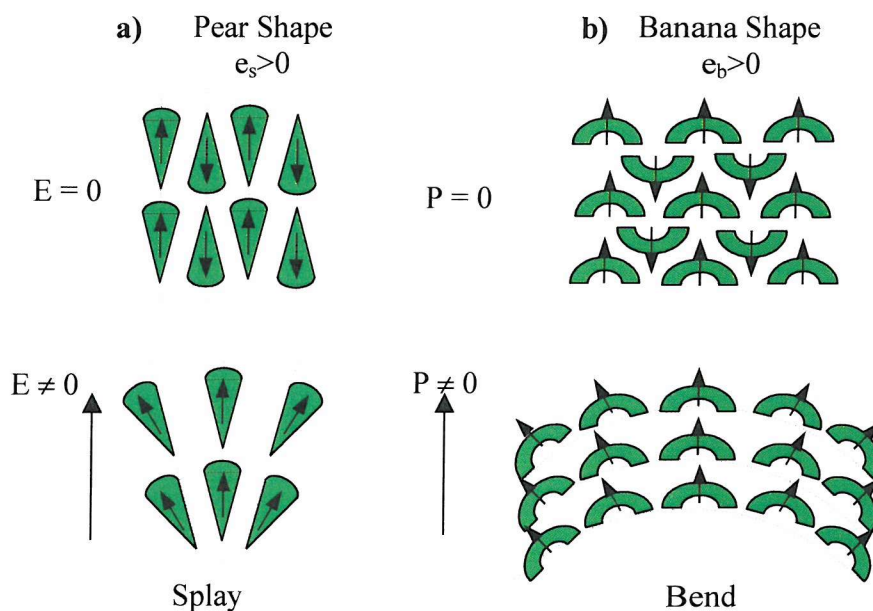 a) Pear Shape
e_s>0
E = 0
E ≠ 0
Splay
b) Banana Shape
e_b>0
P = 0
P ≠ 0
Bend